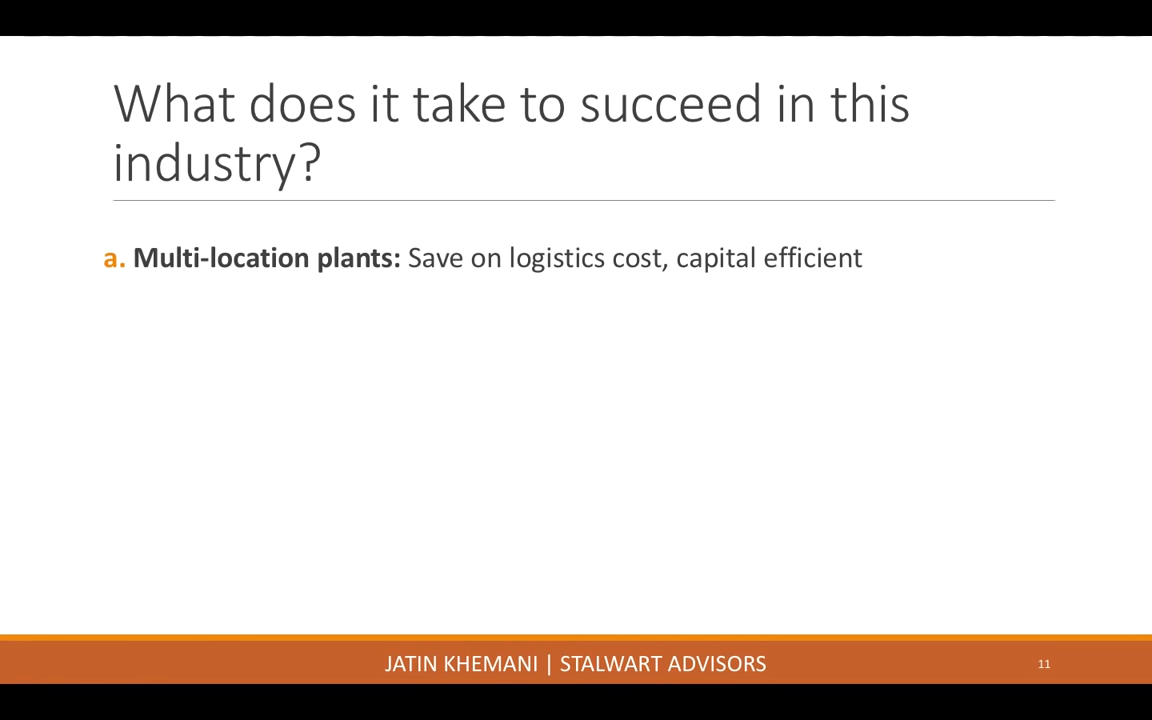 What does it take to succeed in this
industry?
a. Multi-location plants: Save on logistics cost, capital efficient
JATIN KHEMANI | STALWART ADVISORS
11